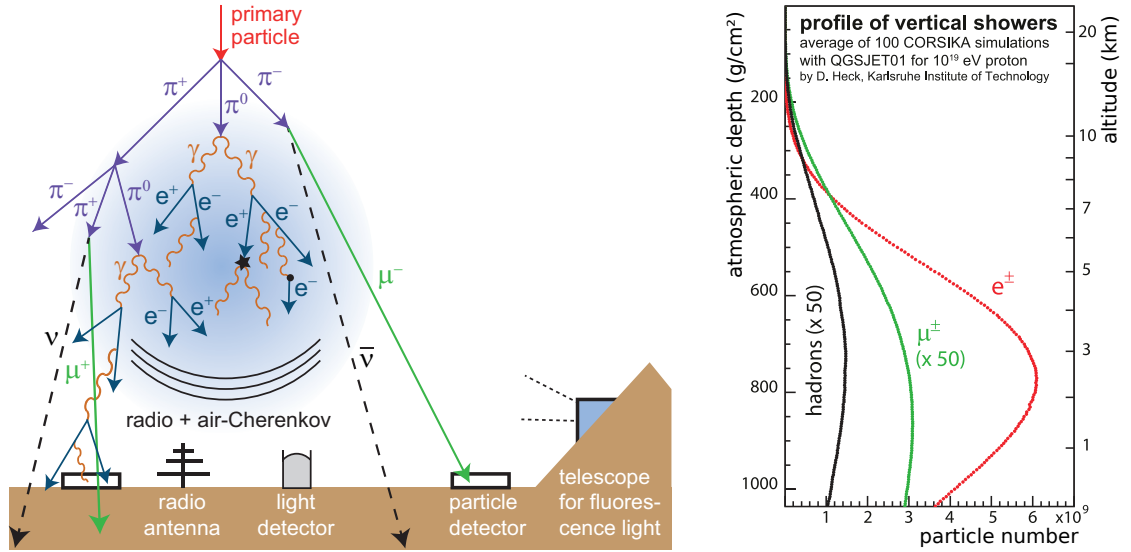 primary
particle
π⁺
π⁻
π⁰
γ
π⁻
π⁰
π⁺
e⁺
e⁻
e⁺
e⁻
γ
μ⁻
e⁻
e⁻
e⁺
ν
μ⁺
ν̄
radio + air-Cherenkov
radio
antenna
light
detector
particle
detector
telescope
for fluores-
cence light
profile of vertical showers
average of 100 CORSIKA simulations
with QGSJET01 for 10¹⁹ eV proton
by D. Heck, Karlsruhe Institute of Technology
atmospheric depth (g/cm²)
200
400
600
800
1000
altitude (km)
20
10
7
5
3
1
hadrons (x 50)
μ±
(x 50)
e±
1 2 3 4 5 6 x10⁹
particle number